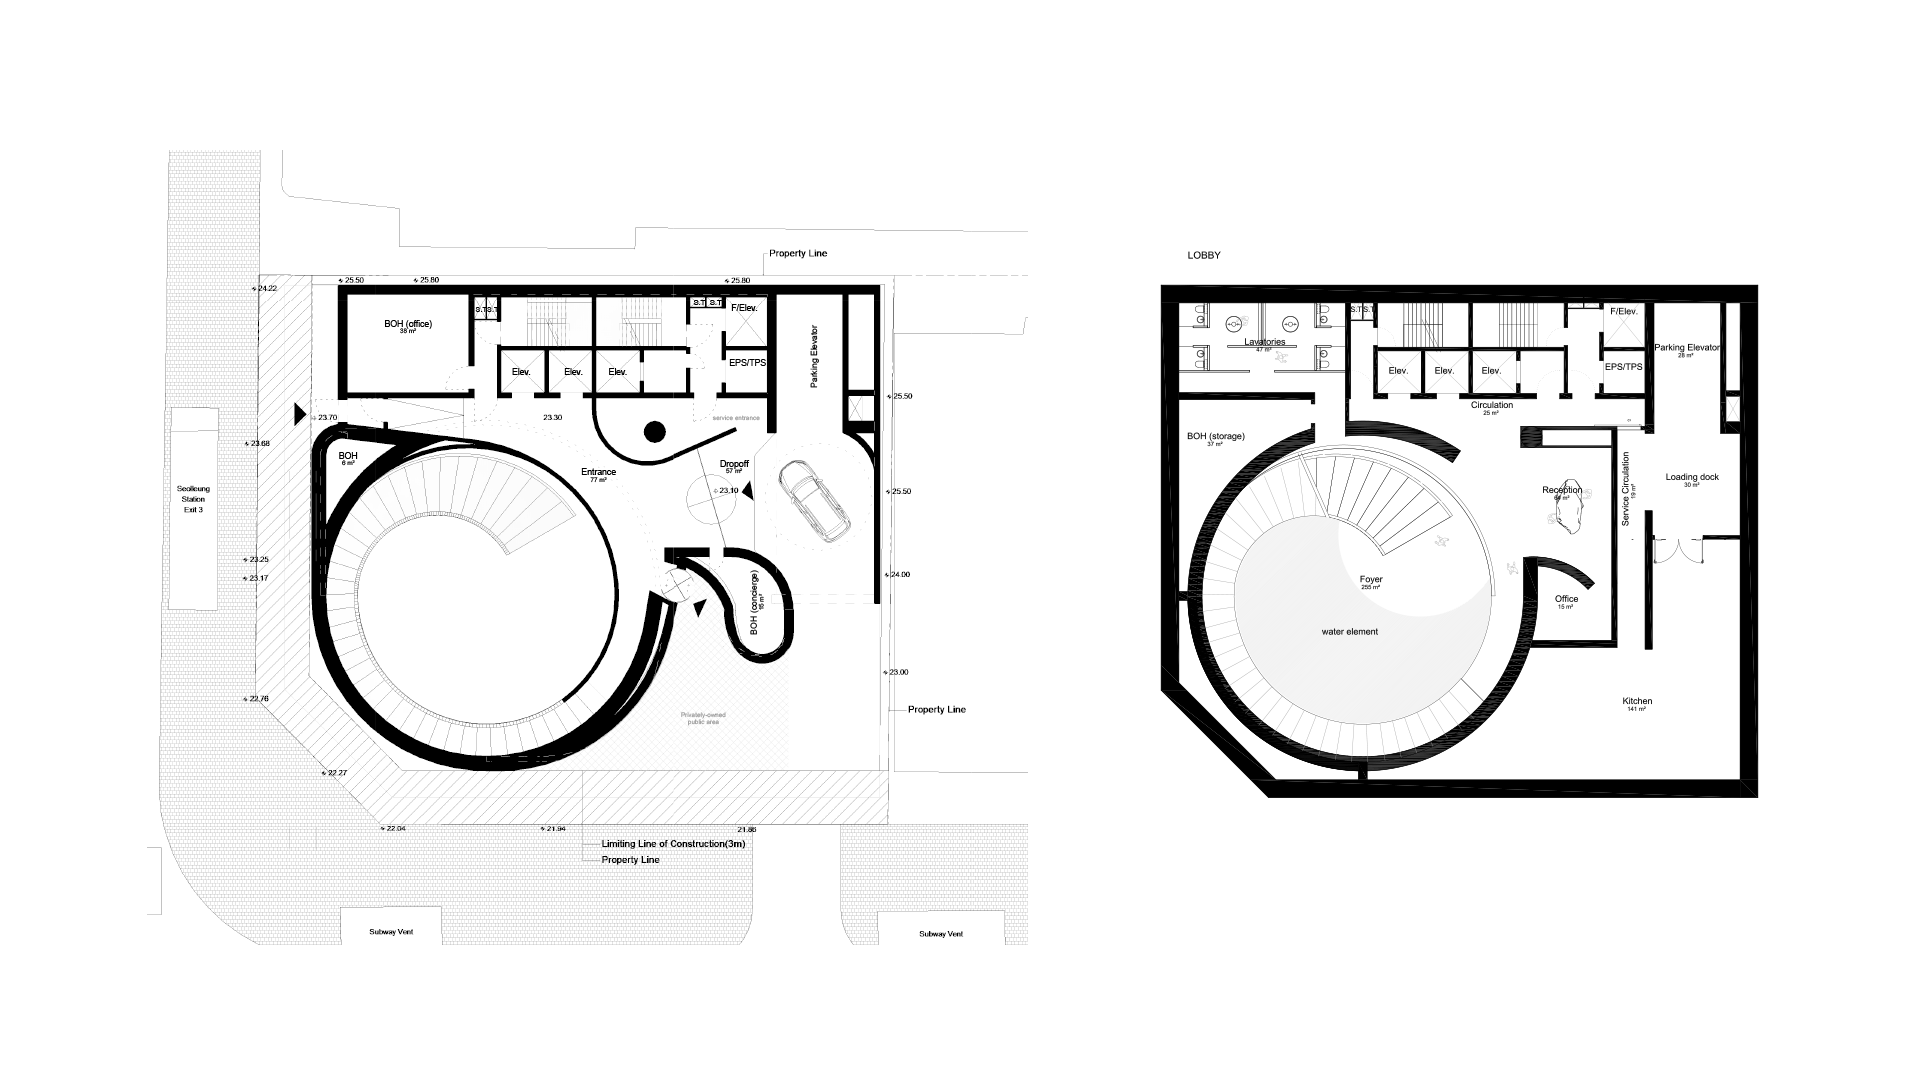 Property Line
25.50
25.80
25.80
24.22
S.T
S.T
S.T
S.T
F/Elev.
BOH (office)
38 m²
Elev.
Elev.
Elev.
EPS/TPS
Parking Elevator
25.50
23.70
23.30
service entrance
23.68
BOH
6 m²
Entrance
77 m²
Dropoff
57 m²
23.10
25.50
Seolleung
Station
Exit 3
23.25
23.17
24.00
BOH (concierge)
15 m²
23.00
22.76
Privately-owned
public area
Property Line
22.27
22.04
21.94
21.86
Limiting Line of Construction(3m)
Property Line
Subway Vent
Subway Vent
LOBBY
Lavatories
47 m²
S.T
S.T
F/Elev.
Parking Elevator
28 m²
Elev.
Elev.
Elev.
EPS/TPS
Circulation
25 m²
BOH (storage)
37 m²
Reception
Service Circulation
19 m²
Loading dock
30 m²
Foyer
255 m²
Office
15 m²
water element
Kitchen
141 m²